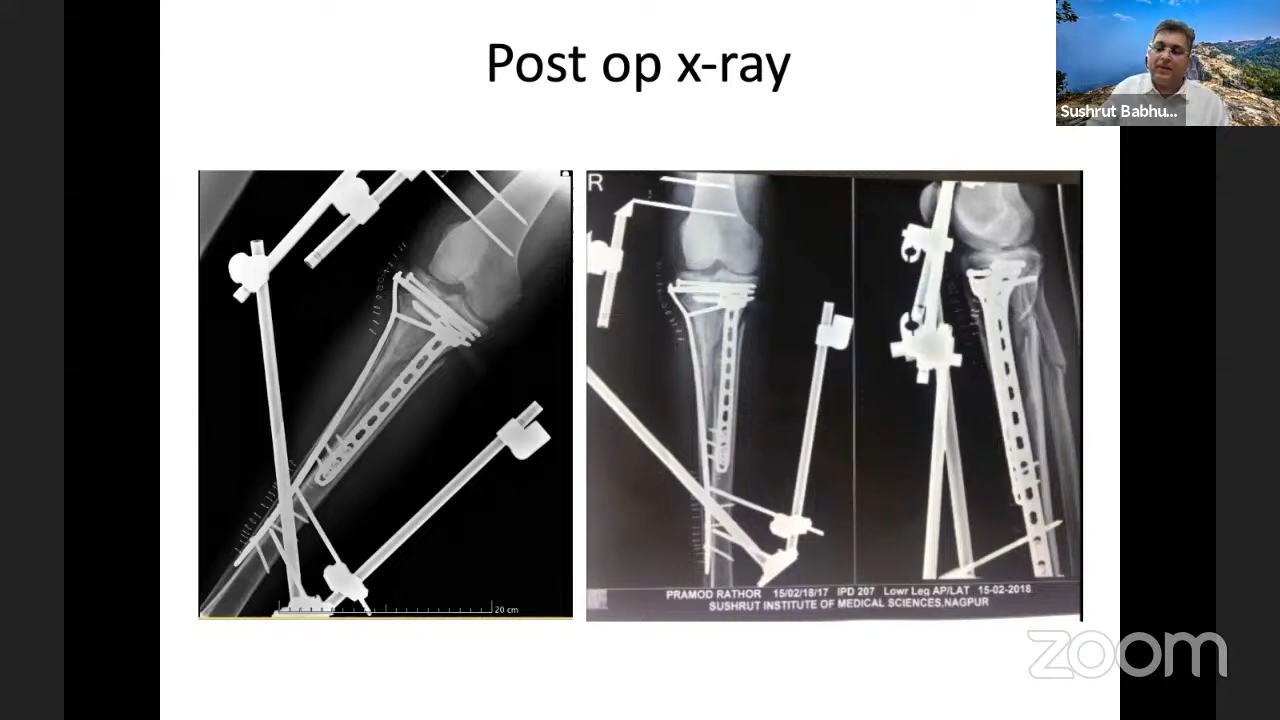 Post op x-ray
Sushrut Babhu...
R
20 cm
PRAMOD RATHOR 15/02/18/17 IPD 207 Lowr Leg AP/LAT 15-02-2018
SUSHRUT INSTITUTE OF MEDICAL SCIENCES,NAGPUR
zoom